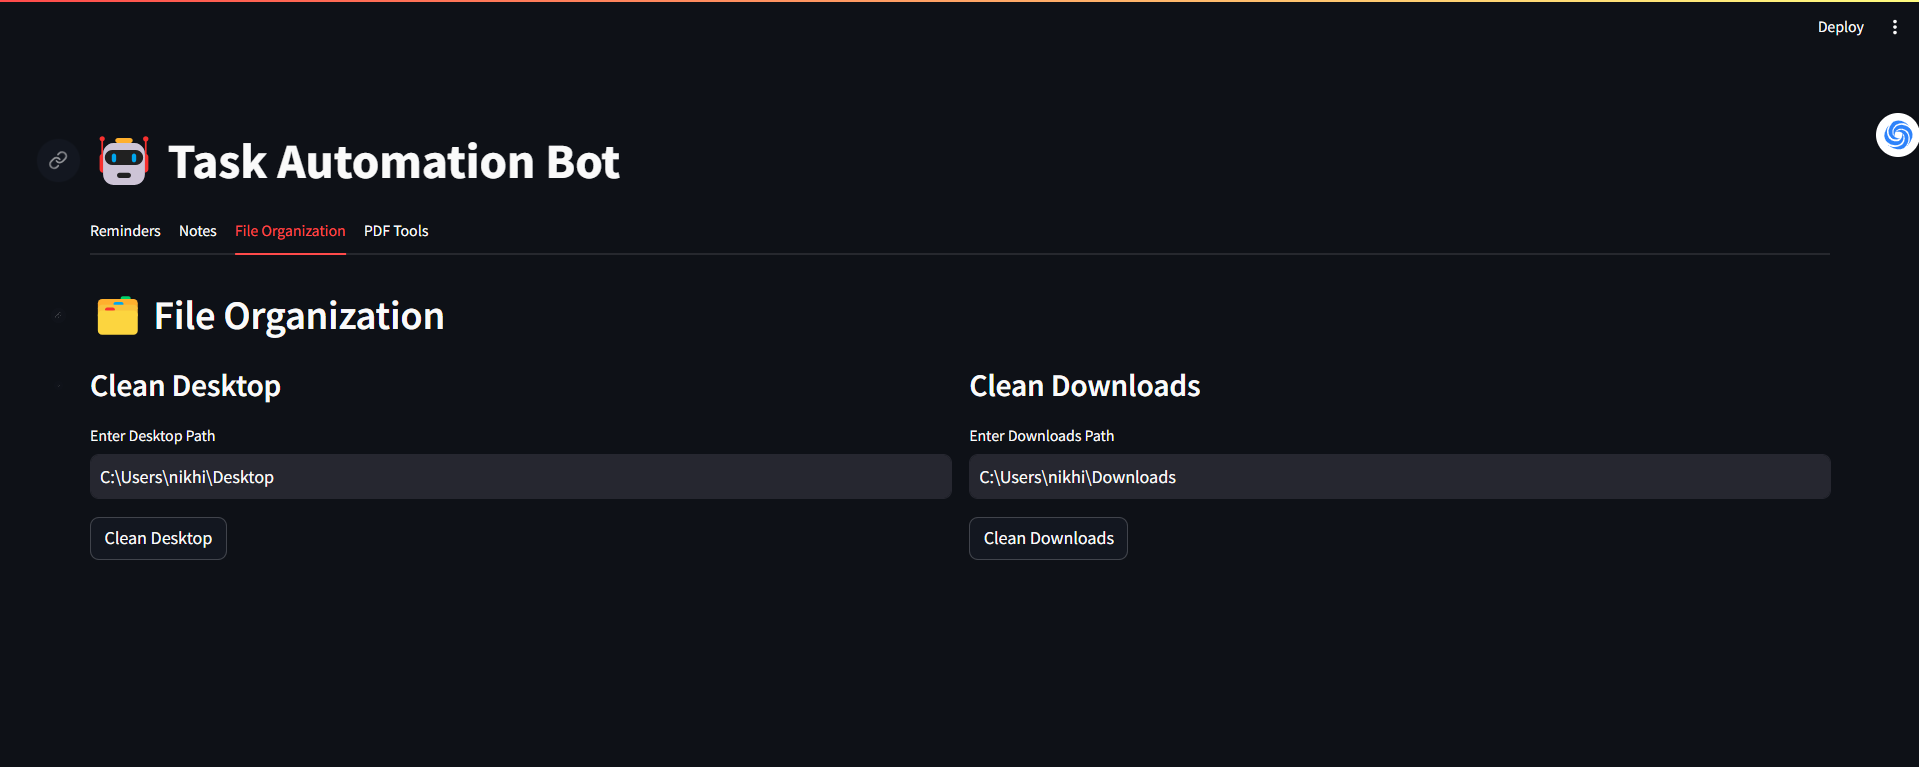 Deploy
Task Automation Bot
Reminders Notes File Organization PDF Tools
File Organization
Clean Desktop
Enter Desktop Path
C:\Users\nikhi\Desktop
Clean Desktop
Clean Downloads
Enter Downloads Path
C:\Users\nikhi\Downloads
Clean Downloads